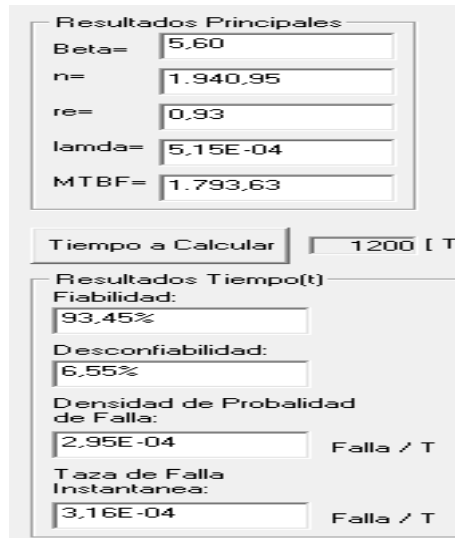 Resultados Principales
Beta= 5,60
n= 1.940,95
re= 0,93
lamda= 5,15E-04
MTBF= 1.793,63
Tiempo a Calcular 1200 [ T
Resultados Tiempo(t)
Fiabilidad:
93,45%
Desconfiabilidad:
6,55%
Densidad de Probalidad
de Falla:
2,95E-04 Falla / T
Taza de Falla
Instantanea:
3,16E-04 Falla / T